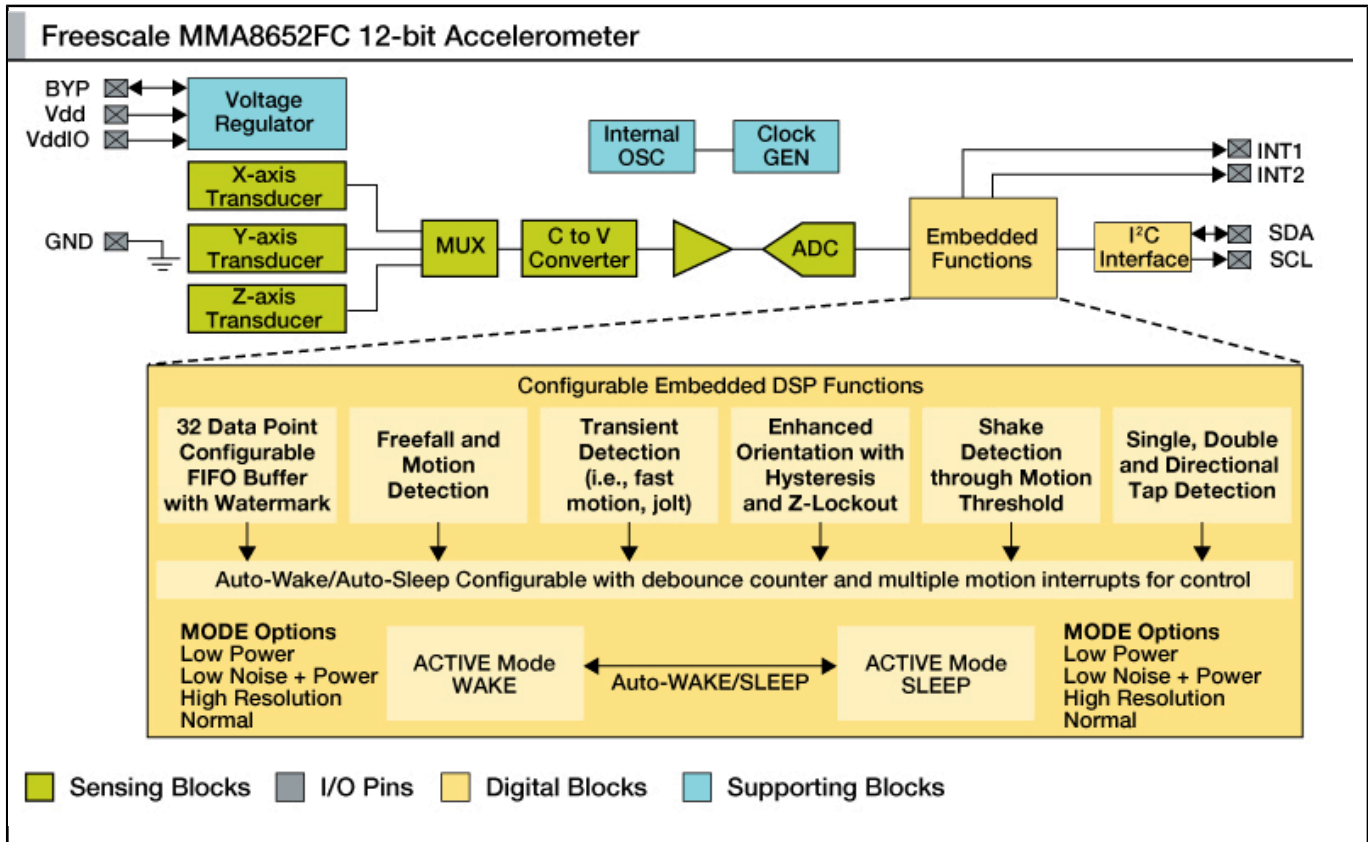 Freescale MMA8652FC 12-bit Accelerometer
BYP
Vdd
VddIO
Voltage
Regulator
Internal
OSC
Clock
GEN
INT1
INT2
X-axis
Transducer
GND
Y-axis
Transducer
Z-axis
Transducer
MUX
C to V
Converter
ADC
Embedded
Functions
I²C
Interface
SDA
SCL
Configurable Embedded DSP Functions
32 Data Point
Configurable
FIFO Buffer
with Watermark
Freefall and
Motion
Detection
Transient
Detection
(i.e., fast
motion, jolt)
Enhanced
Orientation with
Hysteresis
and Z-Lockout
Shake
Detection
through Motion
Threshold
Single, Double
and Directional
Tap Detection
Auto-Wake/Auto-Sleep Configurable with debounce counter and multiple motion interrupts for control
MODE Options
Low Power
Low Noise + Power
High Resolution
Normal
ACTIVE Mode
WAKE
Auto-WAKE/SLEEP
ACTIVE Mode
SLEEP
MODE Options
Low Power
Low Noise + Power
High Resolution
Normal
Sensing Blocks
I/O Pins
Digital Blocks
Supporting Blocks